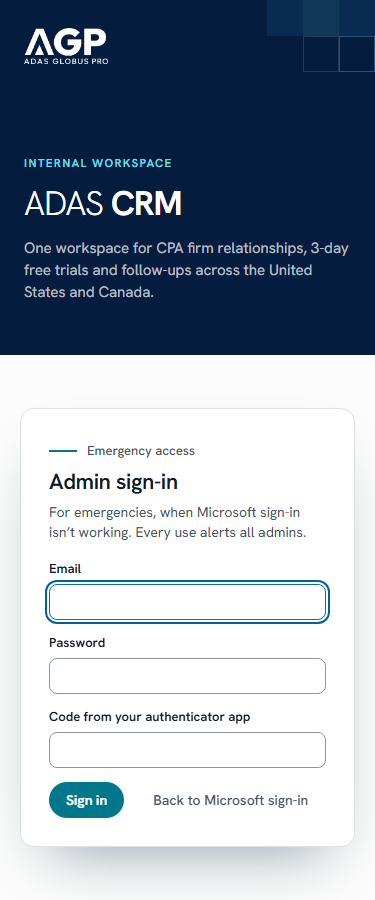 AGP
ADAS GLOBUS PRO
INTERNAL WORKSPACE
ADAS CRM
One workspace for CPA firm relationships, 3-day
free trials and follow-ups across the United
States and Canada.
Emergency access
Admin sign-in
For emergencies, when Microsoft sign-in
isn’t working. Every use alerts all admins.
Email
Password
Code from your authenticator app
Sign in
Back to Microsoft sign-in